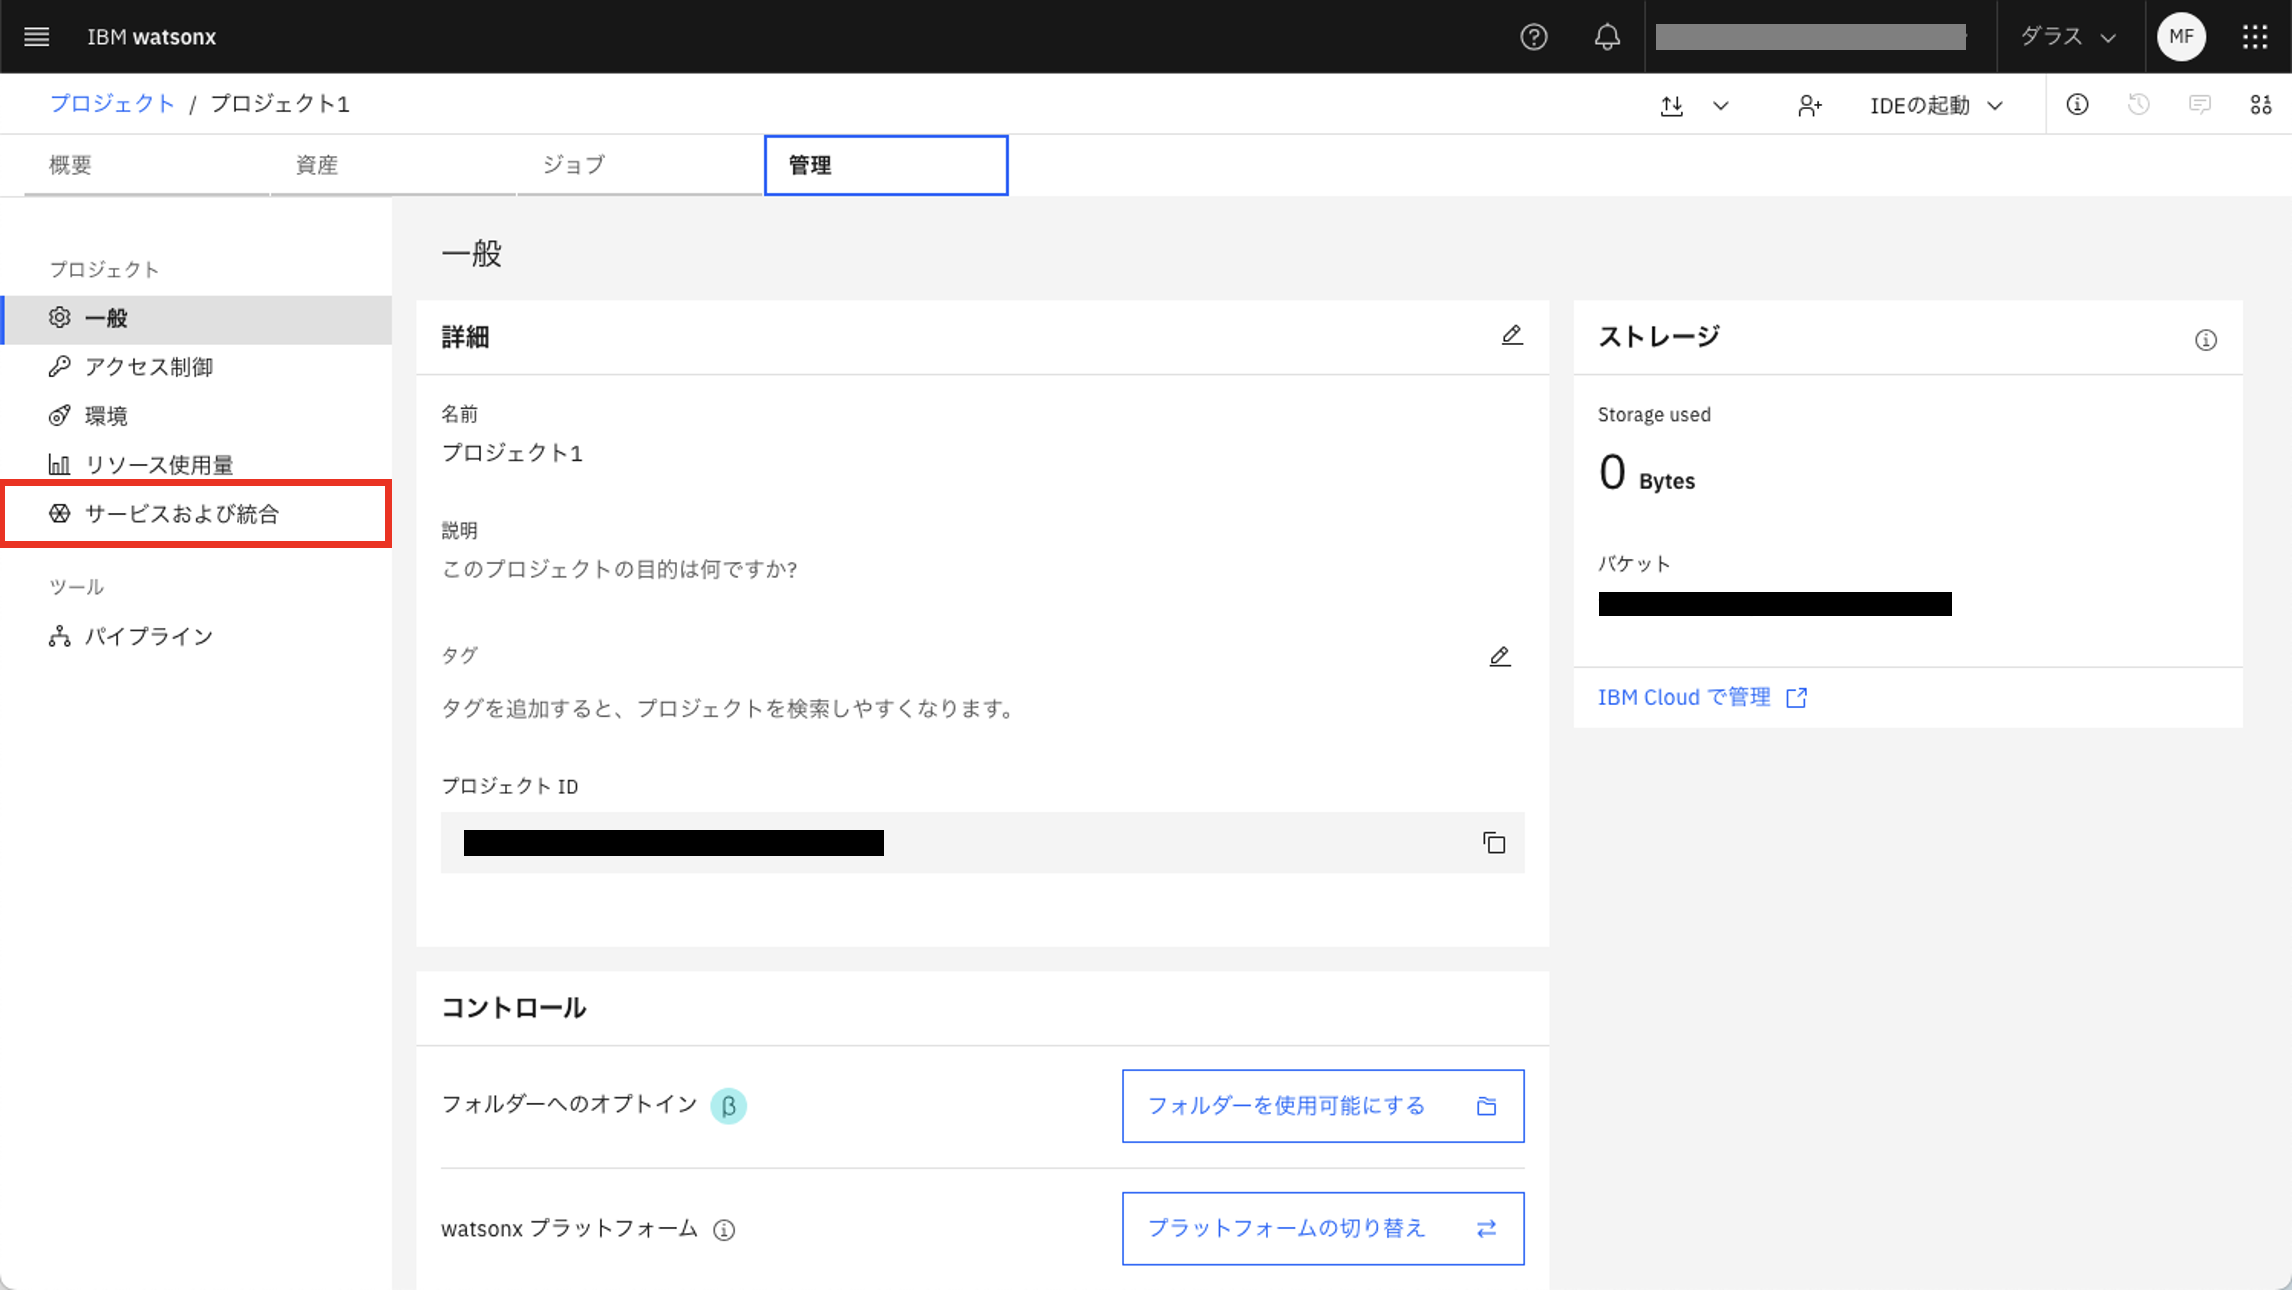 IBM watsonx
ダラス
MF
プロジェクト / プロジェクト1
IDEの起動
概要
資産
ジョブ
管理
プロジェクト
一般
アクセス制御
環境
リソース使用量
サービスおよび統合
ツール
パイプライン
一般
詳細
名前
プロジェクト1
説明
このプロジェクトの目的は何ですか?
タグ
タグを追加すると、プロジェクトを検索しやすくなります。
プロジェクト ID
コントロール
フォルダーへのオプトイン β
フォルダーを使用可能にする
watsonx プラットフォーム
プラットフォームの切り替え
ストレージ
Storage used
0 Bytes
バケット
IBM Cloud で管理